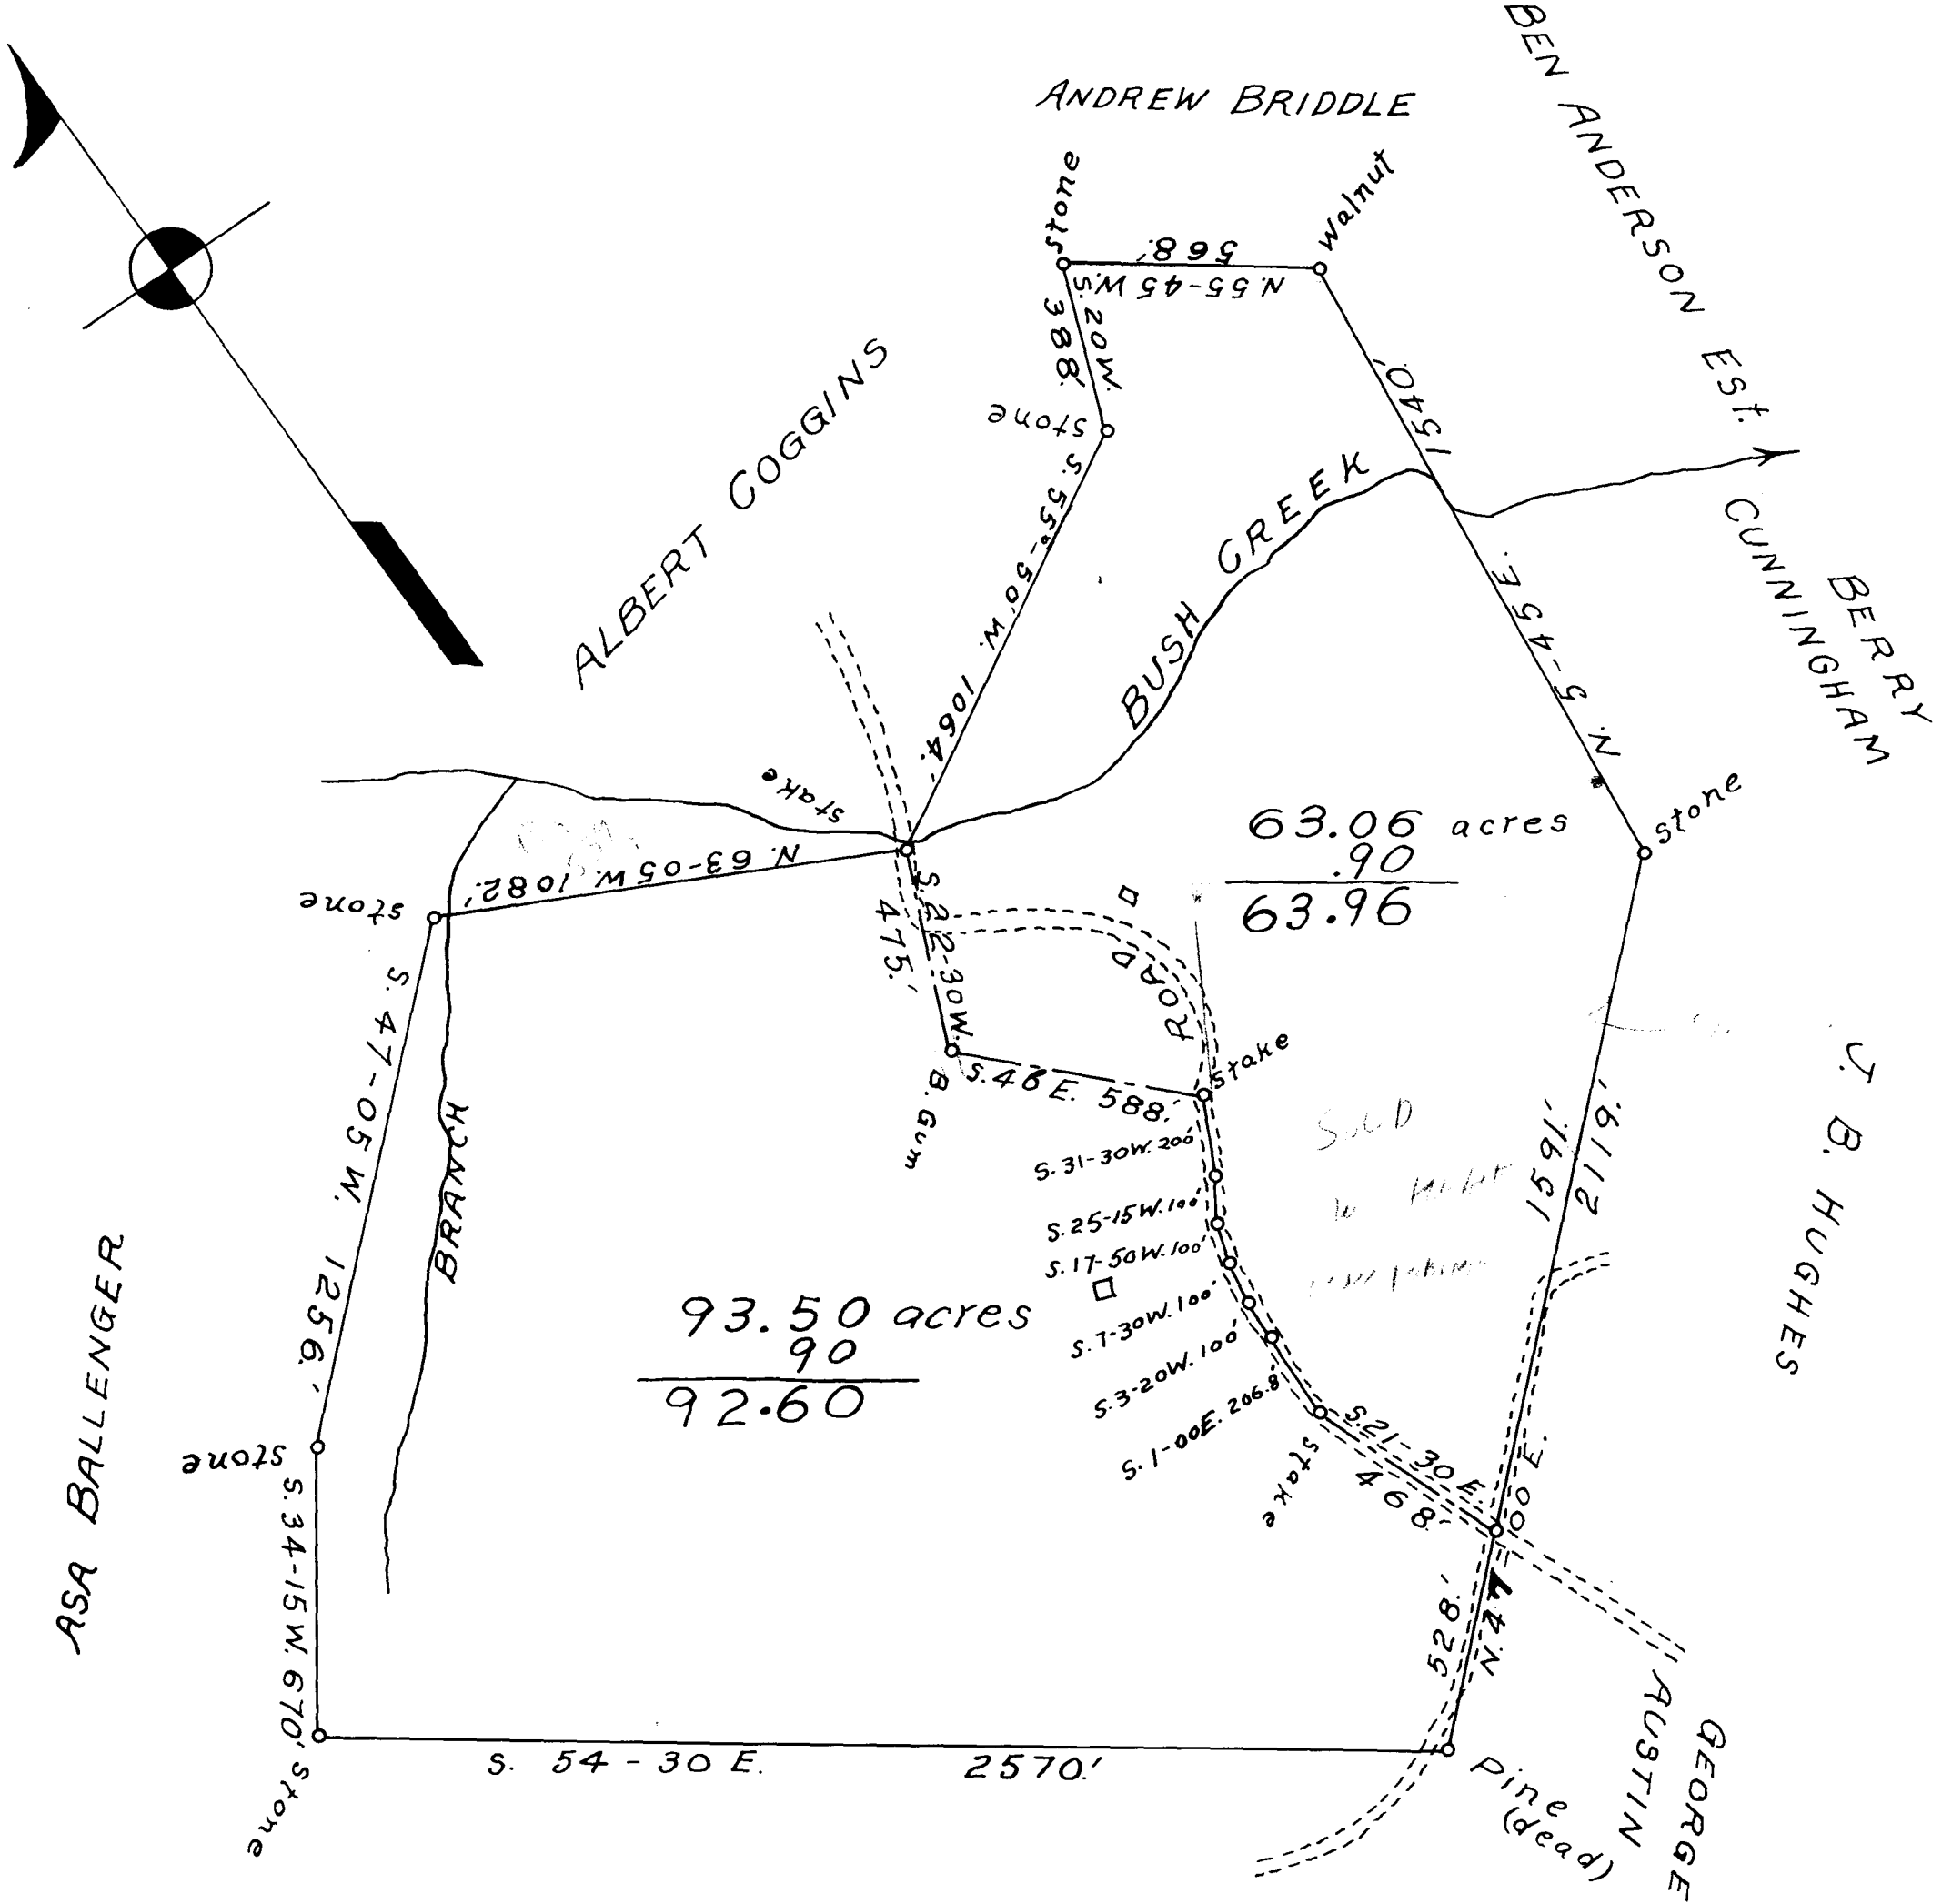 ANDREW BRIDDLE
BEN ANDERSON Est.
BERRY
CUNNINGHAM
stone
walnut
568'
N. 55-45 W.
S. 20 W.
388'
stone
1540.'
N. 5-45 E.
ALBERT COGGINS
S. 55°-50' W. 1064.'
BUSH CREEK
stake
N. 63-05 W. 1082.'
stone
S. 22-30 W.
475.'
63.06 acres
.90
63.96
stone
ROAD
B. Gum
S. 46 E. 588.'
stake
J. B. HUGHES
S. 47-05 W. 1256.'
BRANCH
S. 31-30 W. 200'
S. 25-15 W. 100'
S. 17-50 W. 100'
S. 7-30 W. 100'
S. 3-20 W. 100'
S. 1-00 E. 206.8'
1591.'
2119.'
SOLD
93.50 acres
90
92.60
ASA BALLENGER
stone
stake
S. 21-30 E.
468.'
S. 34-15 W. 670'
528.'
stone
S. 54-30 E. 2570.'
Pine
(dead)
GEORGE
AUSTIN